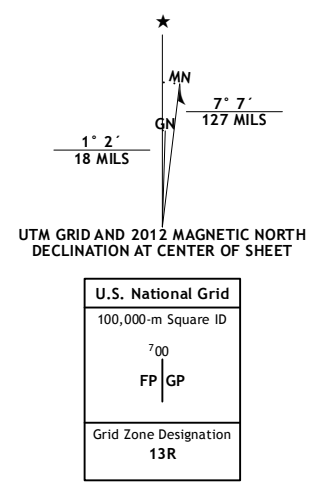 ★
MN
7° 7´
127 MILS
GN
1° 2´
18 MILS
UTM GRID AND 2012 MAGNETIC NORTH
DECLINATION AT CENTER OF SHEET
U.S. National Grid
100,000-m Square ID
⁷00
FP GP
Grid Zone Designation
13R